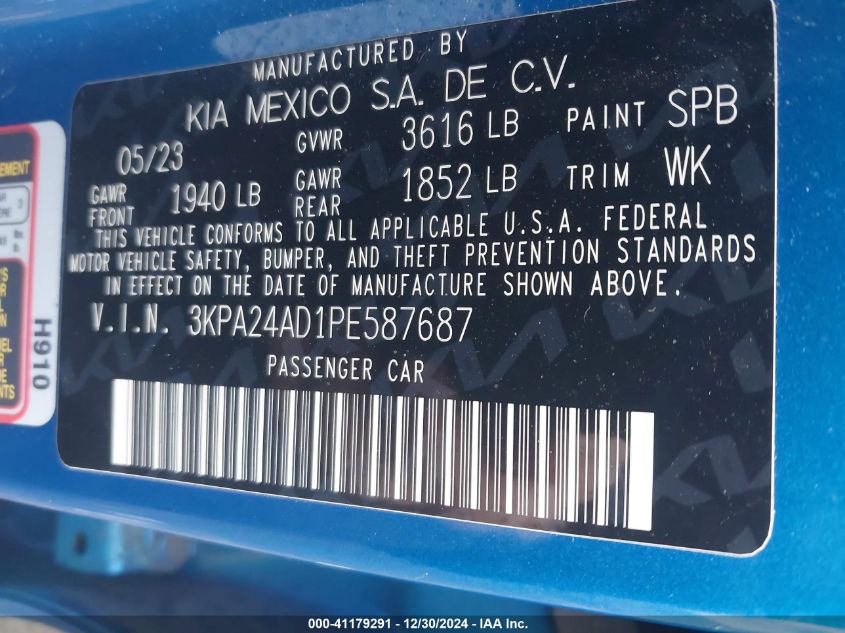 MANUFACTURED BY
KIA MEXICO S.A. DE C.V.
05/23 GVWR 3616 LB PAINT SPB
GAWR FRONT 1940 LB GAWR REAR 1852 LB TRIM WK
THIS VEHICLE CONFORMS TO ALL APPLICABLE U.S.A. FEDERAL
MOTOR VEHICLE SAFETY, BUMPER, AND THEFT PREVENTION STANDARDS
IN EFFECT ON THE DATE OF MANUFACTURE SHOWN ABOVE.
V.I.N. 3KPA24AD1PE587687
PASSENGER CAR
H910
000-41179291 - 12/30/2024 - IAA Inc.